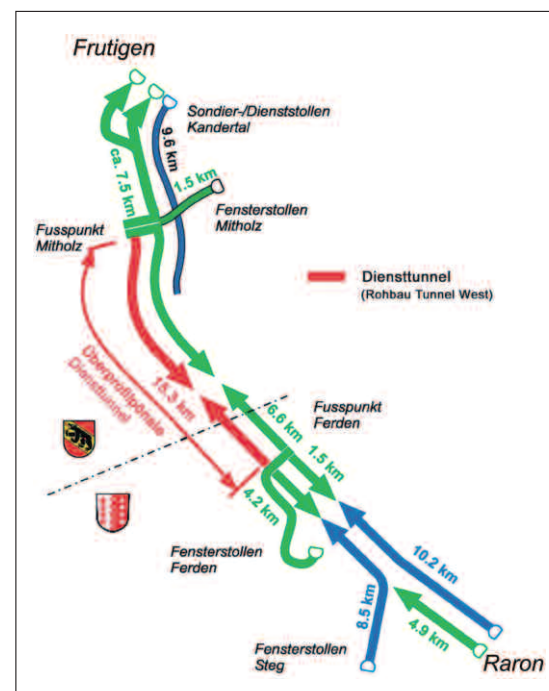 Frutigen
Sondier-/Dienststollen
Kandertal
9.6 km
ca. 7.5 km
1.5 km
Fensterstollen
Mitholz
Fusspunkt
Mitholz
Diensttunnel
(Rohbau Tunnel West)
Überprofilponale
Diensttunnel
15.3 km
6.6 km
Fusspunkt
Ferden
1.5 km
4.2 km
Fensterstollen
Ferden
10.2 km
8.5 km
4.9 km
Fensterstollen
Steg
Raron